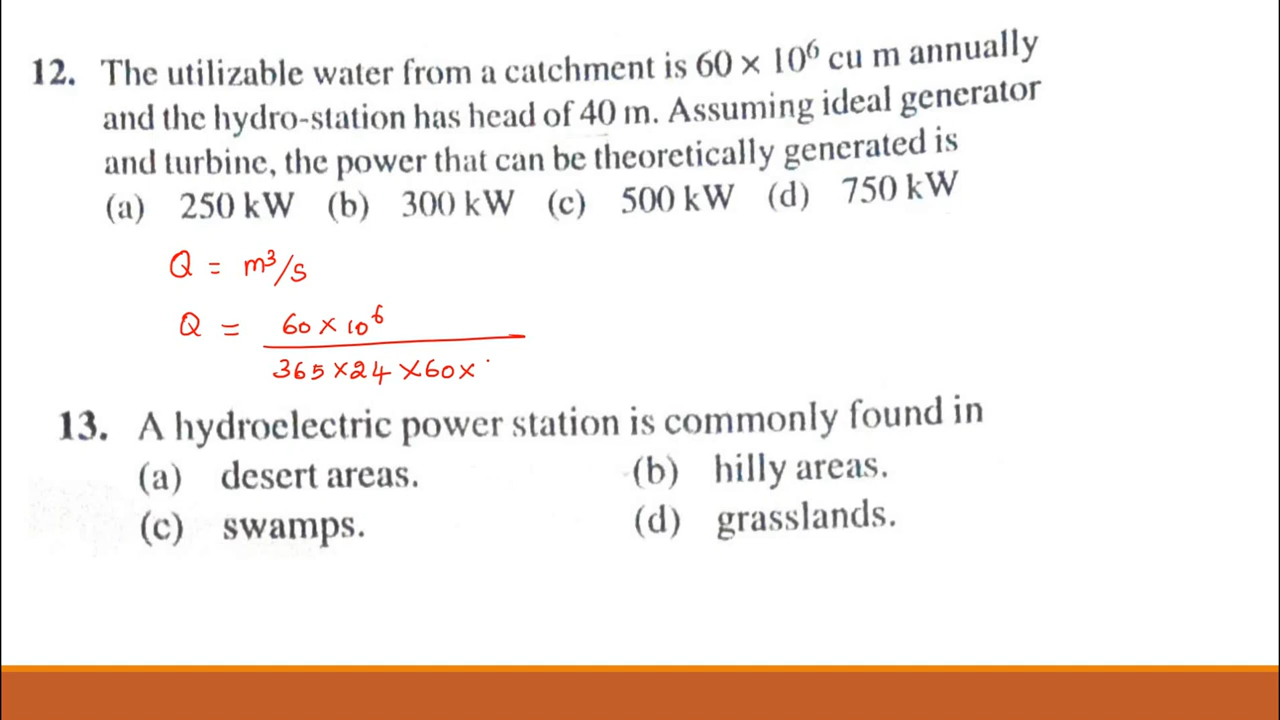 12. The utilizable water from a catchment is 60 × 10⁶ cu m annually
and the hydro-station has head of 40 m. Assuming ideal generator
and turbine, the power that can be theoretically generated is
(a) 250 kW (b) 300 kW (c) 500 kW (d) 750 kW
Q = m³/s
Q = 60 × 10⁶
365 × 24 × 60 ×
13. A hydroelectric power station is commonly found in
(a) desert areas. (b) hilly areas.
(c) swamps. (d) grasslands.